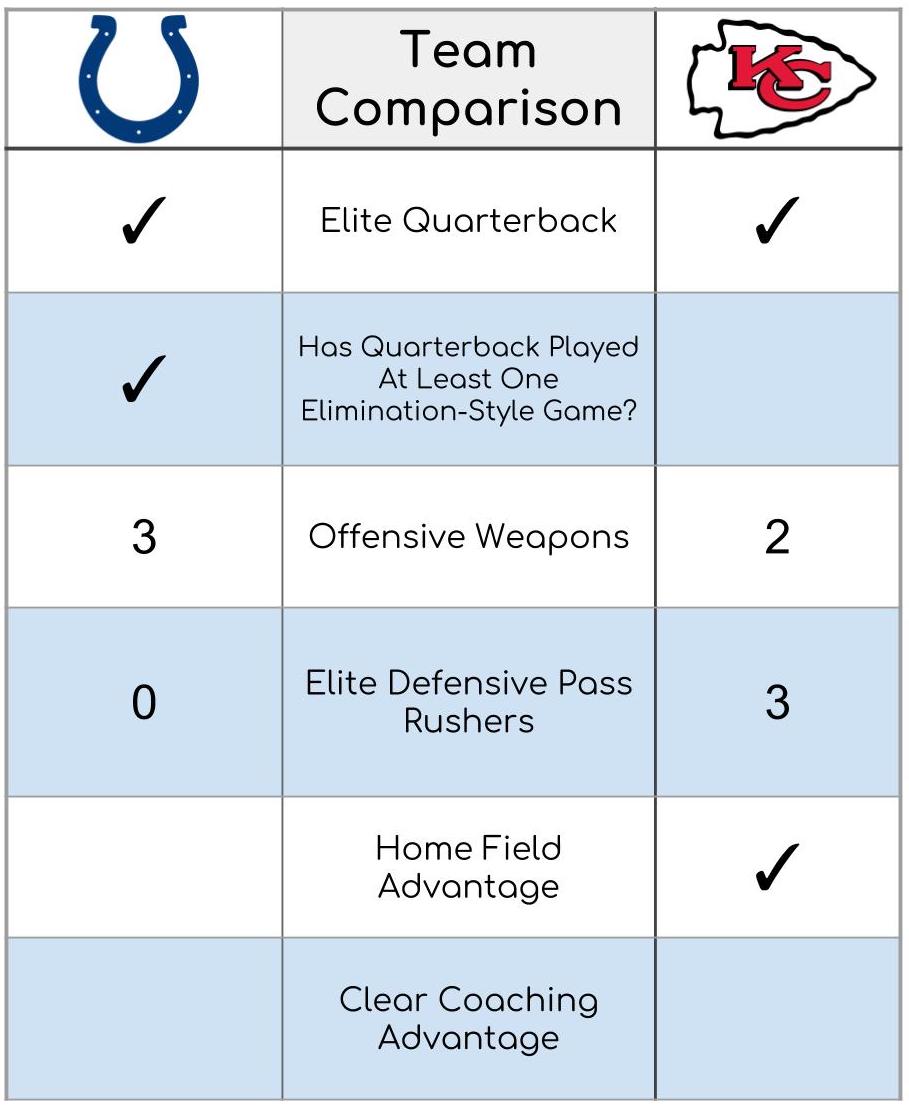 Team
Comparison
KC
✓ Elite Quarterback ✓
Has Quarterback Played
✓ At Least One
Elimination-Style Game?
3 Offensive Weapons 2
Elite Defensive Pass
0 Rushers 3
Home Field
Advantage ✓
Clear Coaching
Advantage